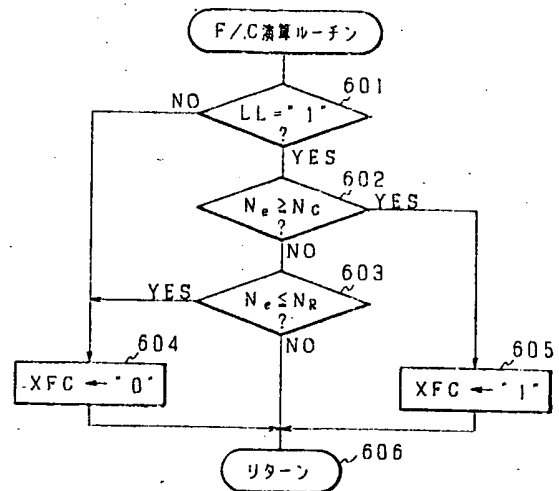 F/C演算ルーチン
601
NO
LL="1"
?
YES
602
Ne≧NC
?
YES
NO
603
YES
Ne≦NR
?
NO
604
XFC ← "0"
605
XFC ← "1"
リターン
606